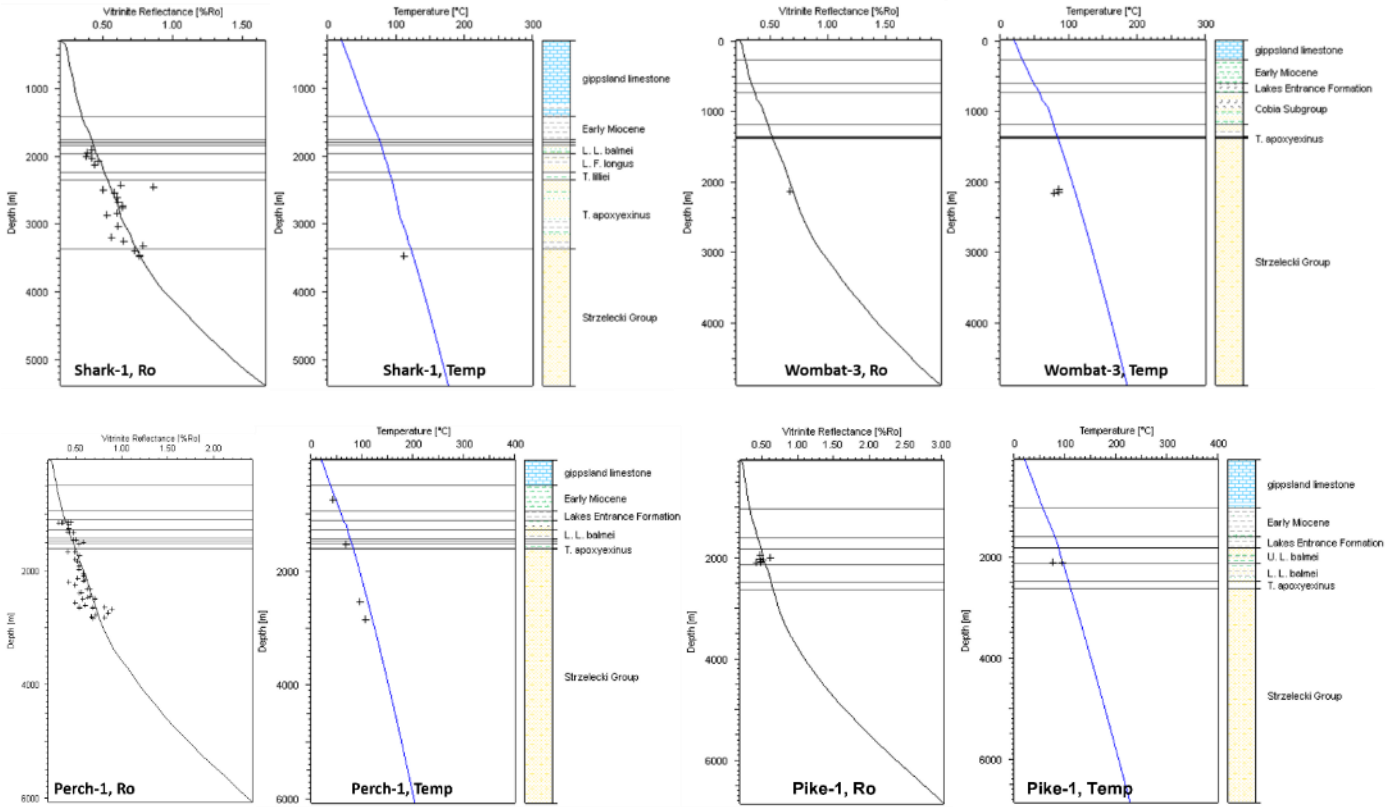 Vitrinite Reflectance [%Ro]
0.50 1.00 1.50
Depth [m]
1000
2000
3000
4000
5000
Shark-1, Ro
Temperature [°C]
0 100 200 300
Depth [m]
1000
2000
3000
4000
5000
Shark-1, Temp
gippsland limestone
Early Miocene
L. L. balmei
L. F. longus
T. lilliei
T. apoxyexinus
Strzelecki Group
Vitrinite Reflectance [%Ro]
0.50 1.00 1.50
Depth [m]
0
1000
2000
3000
4000
Wombat-3, Ro
Temperature [°C]
0 100 200 300
Depth [m]
0
1000
2000
3000
4000
Wombat-3, Temp
gippsland limestone
Early Miocene
Lakes Entrance Formation
Cobia Subgroup
T. apoxyexinus
Strzelecki Group
Vitrinite Reflectance [%Ro]
0.50 1.00 2.00
Depth [m]
2000
4000
6000
Perch-1, Ro
Temperature [°C]
0 100 200 300 400
Depth [m]
2000
4000
6000
Perch-1, Temp
gippsland limestone
Early Miocene
Lakes Entrance Formation
L. L. balmei
T. apoxyexinus
Strzelecki Group
Vitrinite Reflectance [%Ro]
0.50 1.00 1.50 2.00 2.50 3.00
Depth [m]
2000
4000
6000
Pike-1, Ro
Temperature [°C]
0 100 200 300 400
Depth [m]
2000
4000
6000
Pike-1, Temp
gippsland limestone
Early Miocene
Lakes Entrance Formation
U. L. balmei
L. L. balmei
T. apoxyexinus
Strzelecki Group